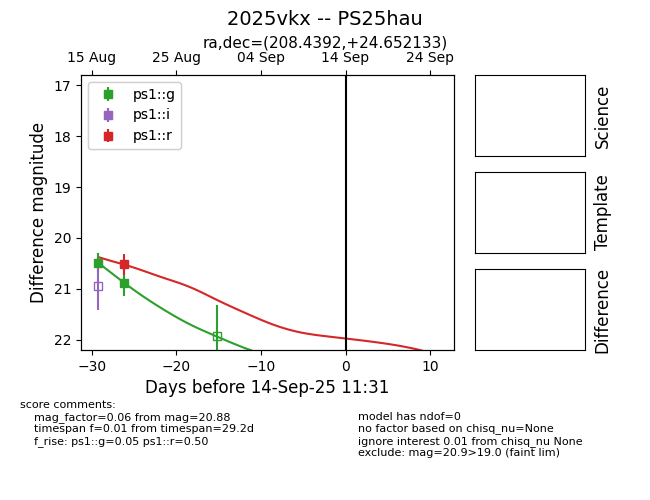 2025vkx -- PS25hau
ra,dec=(208.4392,+24.652133)
15 Aug 25 Aug 04 Sep 14 Sep 24 Sep
ps1::g
ps1::i
ps1::r
17
18
19
20
21
22
Difference magnitude
−30 −20 −10 0 10
Days before 14-Sep-25 11:31
Science
Template
Difference
score comments:
mag_factor=0.06 from mag=20.88
timespan f=0.01 from timespan=29.2d
f_rise: ps1::g=0.05 ps1::r=0.50
model has ndof=0
no factor based on chisq_nu=None
ignore interest 0.01 from chisq_nu None
exclude: mag=20.9>19.0 (faint lim)